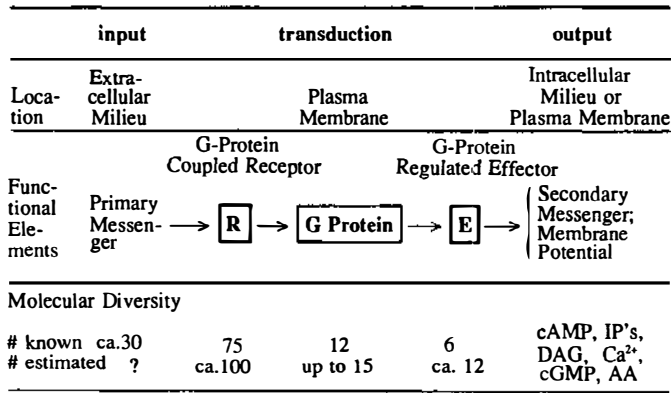 input transduction output
Extra-
Loca- cellular Plasma Intracellular
tion Milieu Membrane Milieu or
Plasma Membrane
G-Protein G-Protein
Coupled Receptor Regulated Effector
Func-
tional Primary Secondary
Ele- Messen- → R → G Protein → E → Messenger;
ments ger Membrane
Potential
Molecular Diversity
# known ca.30 75 12 6 cAMP, IP's,
# estimated ? ca.100 up to 15 ca. 12 DAG, Ca²⁺,
cGMP, AA